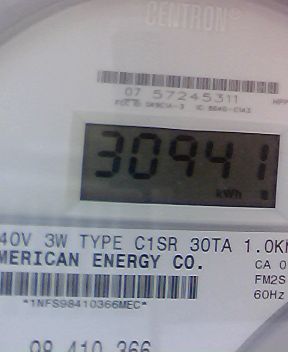 CENTRON®
07 57245311
30941
kWh
40V 3W TYPE C1SR 30TA 1.0K
MERICAN ENERGY CO.
CA 0
FM2S
60Hz
*1NFS98410366MEC*
98 410 366